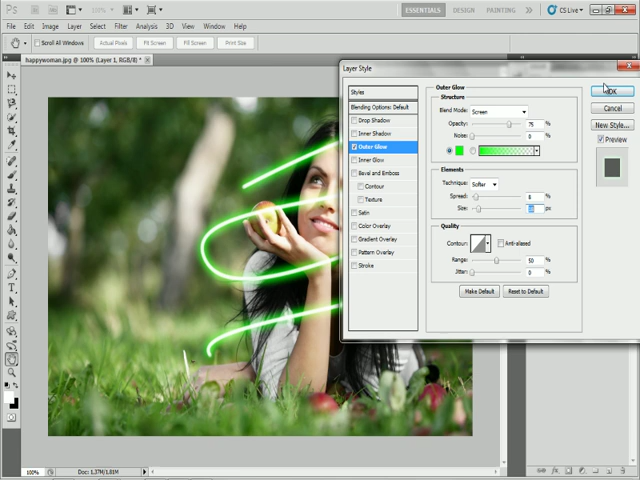 Ps
100%
ESSENTIALS
DESIGN
PAINTING
CS Live
File Edit Image Layer Select Filter Analysis 3D View Window Help
Scroll All Windows
Actual Pixels
Fit Screen
Fill Screen
Print Size
happywoman.jpg @ 100% (Layer 1, RGB/8) *
Layer Style
Styles
Blending Options: Default
Drop Shadow
Inner Shadow
Outer Glow
Inner Glow
Bevel and Emboss
Contour
Texture
Satin
Color Overlay
Gradient Overlay
Pattern Overlay
Stroke
Outer Glow
Structure
Blend Mode: Screen
Opacity: 75 %
Noise: 0 %
Elements
Technique: Softer
Spread: 6 %
Size: px
Quality
Contour: Anti-aliased
Range: 50 %
Jitter: 0 %
Make Default
Reset to Default
OK
Cancel
New Style...
Preview
100%
Doc: 1.37M/1.81M